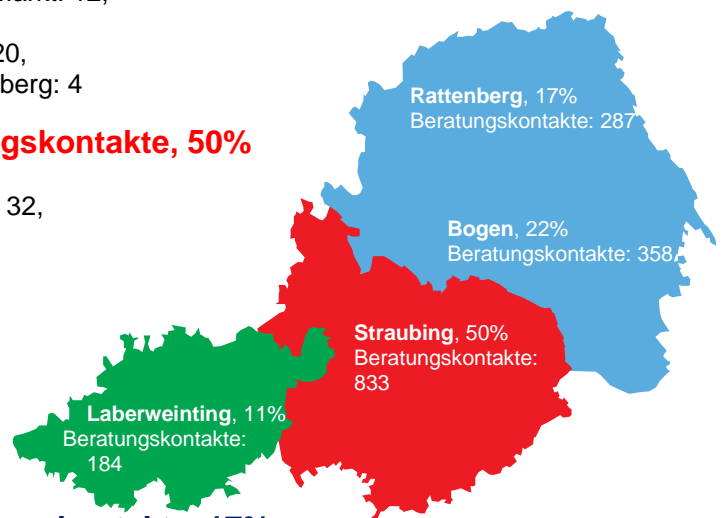 20,
berg: 4
gskontakte, 50%
32,
Rattenberg, 17%
Beratungskontakte: 287
Bogen, 22%
Beratungskontakte: 358
Straubing, 50%
Beratungskontakte:
833
Laberweinting, 11%
Beratungskontakte:
184